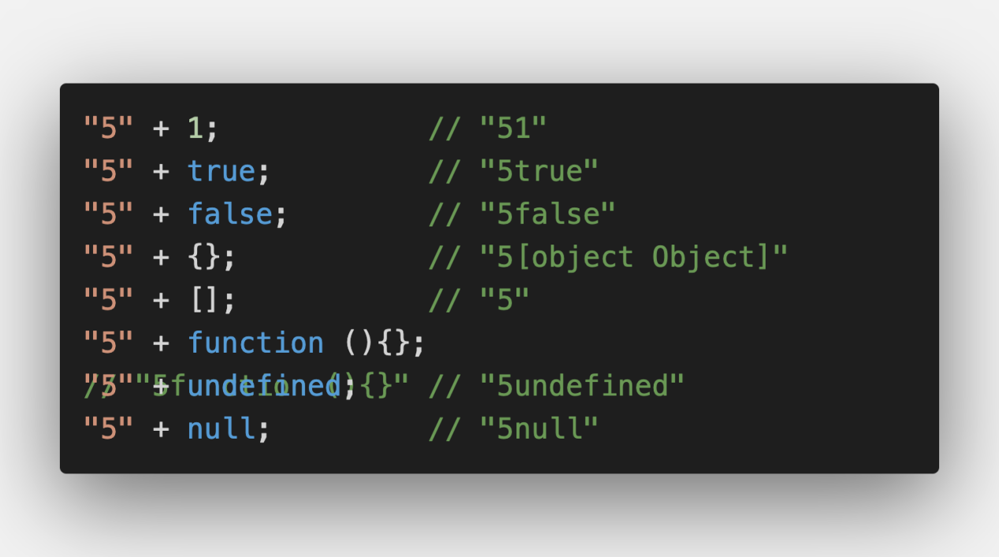 "5" + 1;            // "51"
"5" + true;         // "5true"
"5" + false;        // "5false"
"5" + {};           // "5[object Object]"
"5" + [];           // "5"
"5" + function (){};
// "5function (){}"
"5" + undefined;    // "5undefined"
"5" + null;         // "5null"